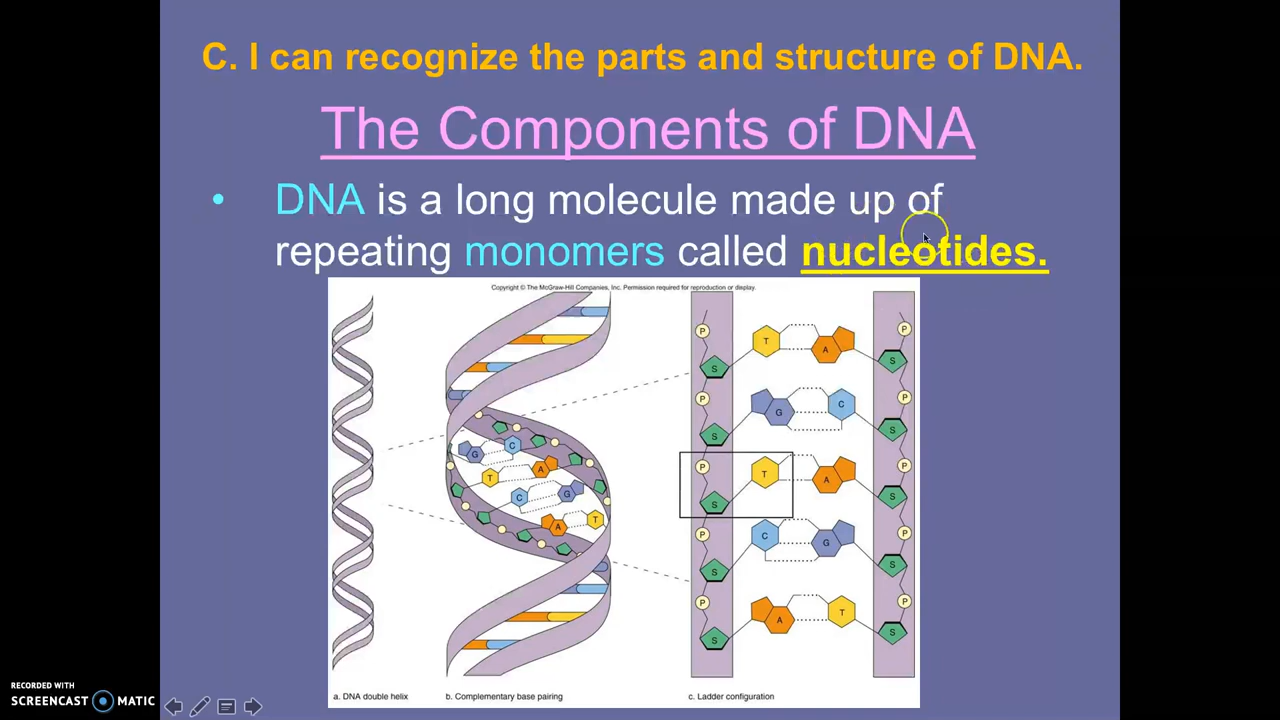 C. I can recognize the parts and structure of DNA.
The Components of DNA
• DNA is a long molecule made up of
repeating monomers called nucleotides.
Copyright © The McGraw-Hill Companies, Inc. Permission required for reproduction or display.
P T A P
S S
P G C P
S S
P T A P
S S
P C G P
S S
P A T P
S S
G C
T A
C G
A T
a. DNA double helix
b. Complementary base pairing
c. Ladder configuration
RECORDED WITH
SCREENCAST MATIC